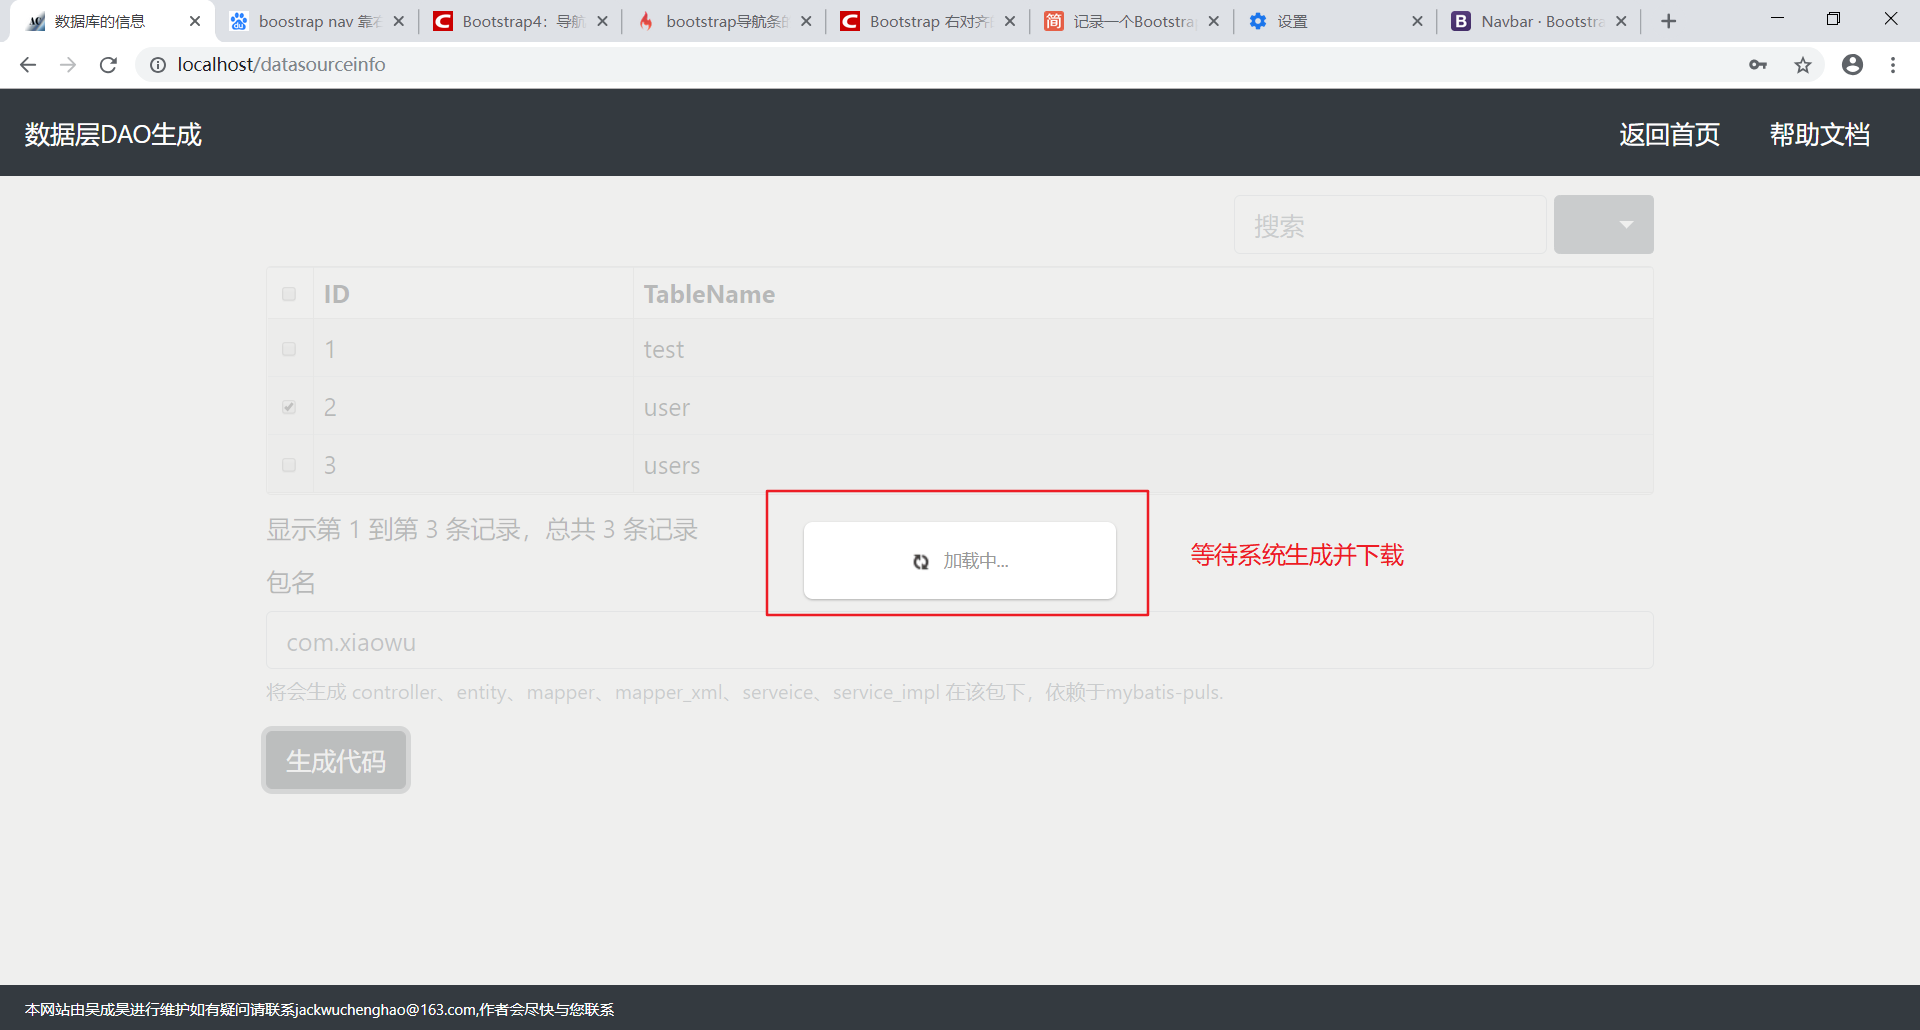 数据库的信息
boostrap nav 靠右
Bootstrap4：导航
bootstrap导航条的
Bootstrap 右对齐
记录一个Bootstrap
设置
Navbar · Bootstra
localhost/datasourceinfo
数据层DAO生成
返回首页
帮助文档
搜索
ID
TableName
1
test
2
user
3
users
显示第 1 到第 3 条记录，总共 3 条记录
加载中...
等待系统生成并下载
包名
com.xiaowu
将会生成 controller、entity、mapper、mapper_xml、serveice、service_impl 在该包下，依赖于mybatis-puls.
生成代码
本网站由吴成昊进行维护如有疑问请联系jackwuchenghao@163.com,作者会尽快与您联系